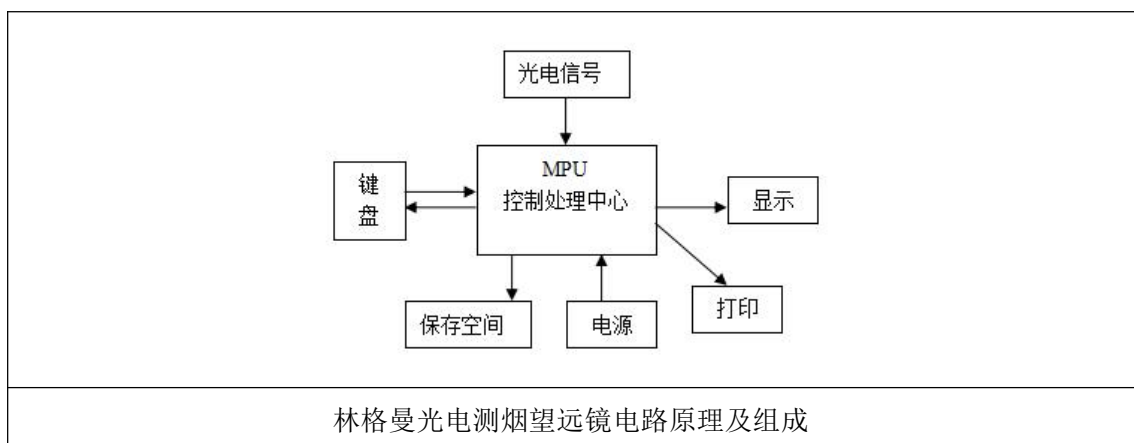 光电信号
MPU
控制处理中心
键
盘
显示
打印
保存空间
电源
林格曼光电测烟望远镜电路原理及组成